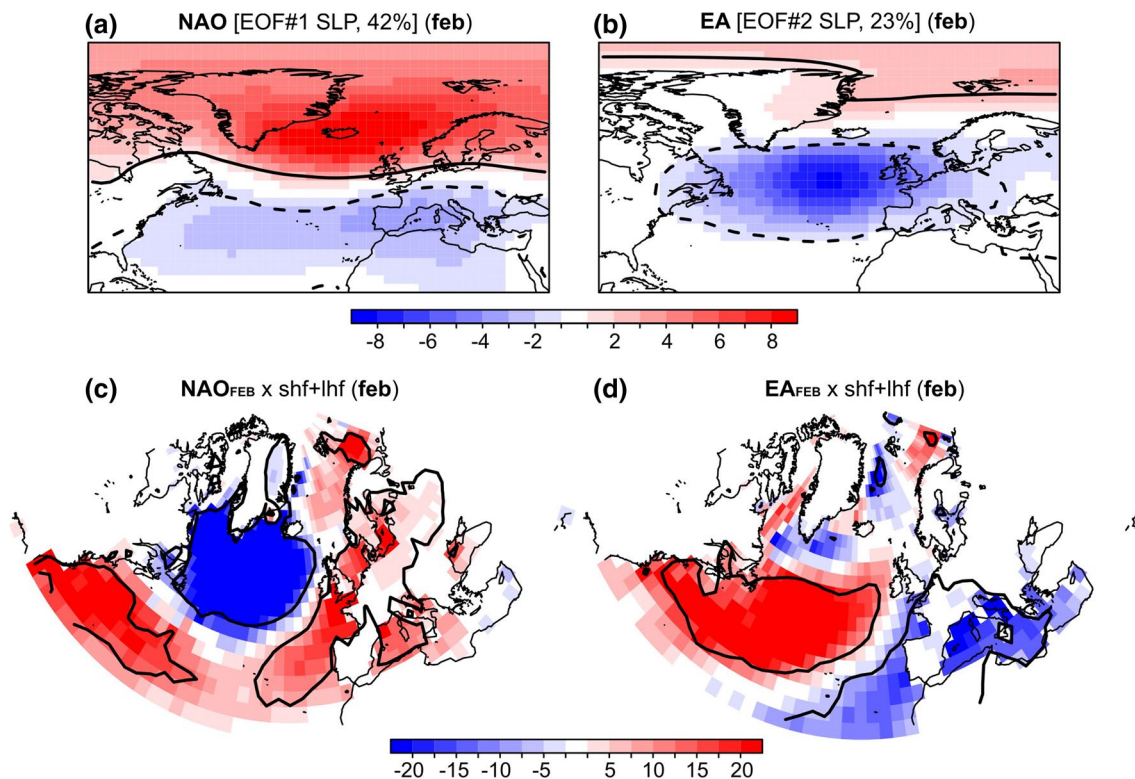 (a) NAO [EOF#1 SLP, 42%] (feb)
(b) EA [EOF#2 SLP, 23%] (feb)
-8 -6 -4 -2 2 4 6 8
(c) NAOFEB x shf+lhf (feb)
(d) EAFEB x shf+lhf (feb)
-20 -15 -10 -5 5 10 15 20